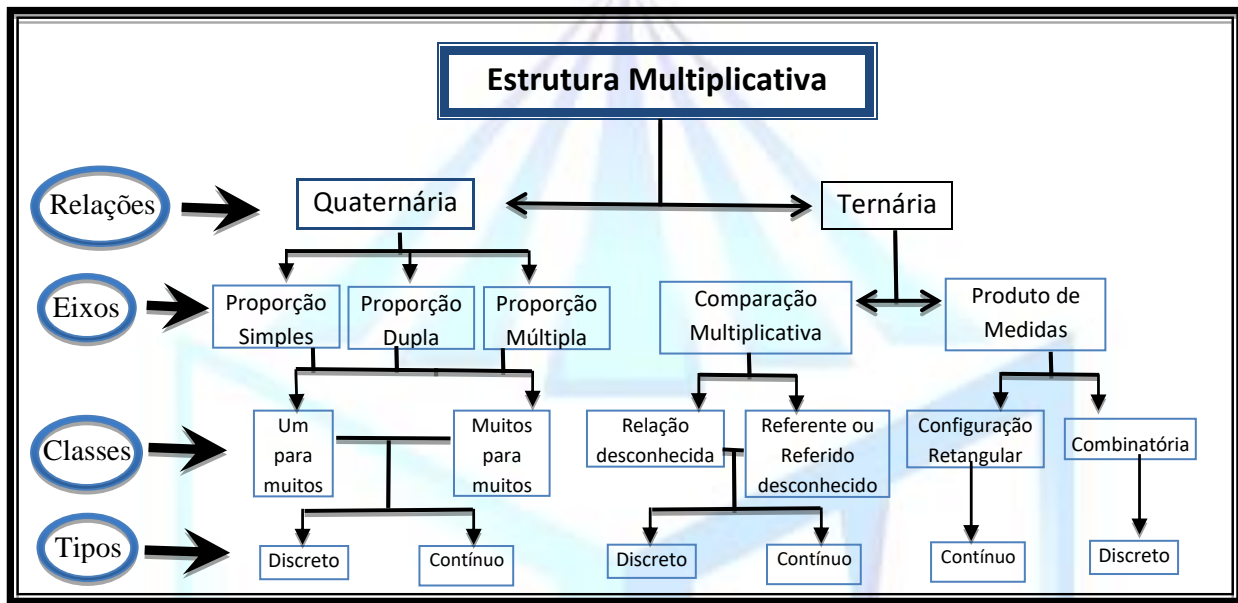 Estrutura Multiplicativa
Relações
Quaternária
Ternária
Eixos
Proporção
Simples
Proporção
Dupla
Proporção
Múltipla
Comparação
Multiplicativa
Produto de
Medidas
Classes
Um
para
muitos
Muitos
para
muitos
Relação
desconhecida
Referente ou
Referido
desconhecido
Configuração
Retangular
Combinatória
Tipos
Discreto
Contínuo
Discreto
Contínuo
Contínuo
Discreto